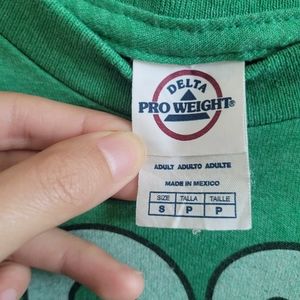 DELTA
PRO WEIGHT®
ADULT ADULTO ADULTE
MADE IN MEXICO
SIZE TALLA TAILLE
S P P